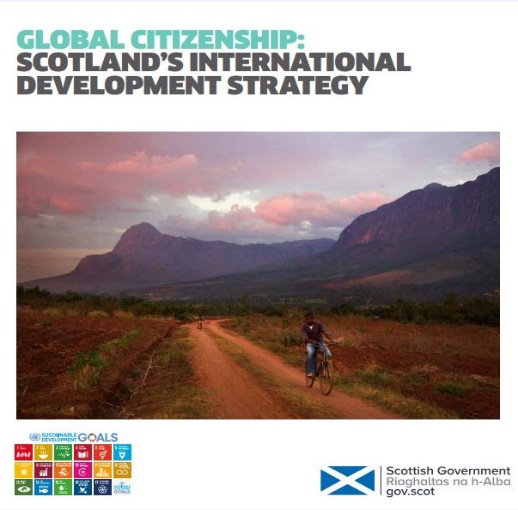 GLOBAL CITIZENSHIP:
SCOTLAND'S INTERNATIONAL
DEVELOPMENT STRATEGY
SUSTAINABLE
DEVELOPMENT GOALS
Scottish Government
Riaghaltas na h-Alba
gov.scot